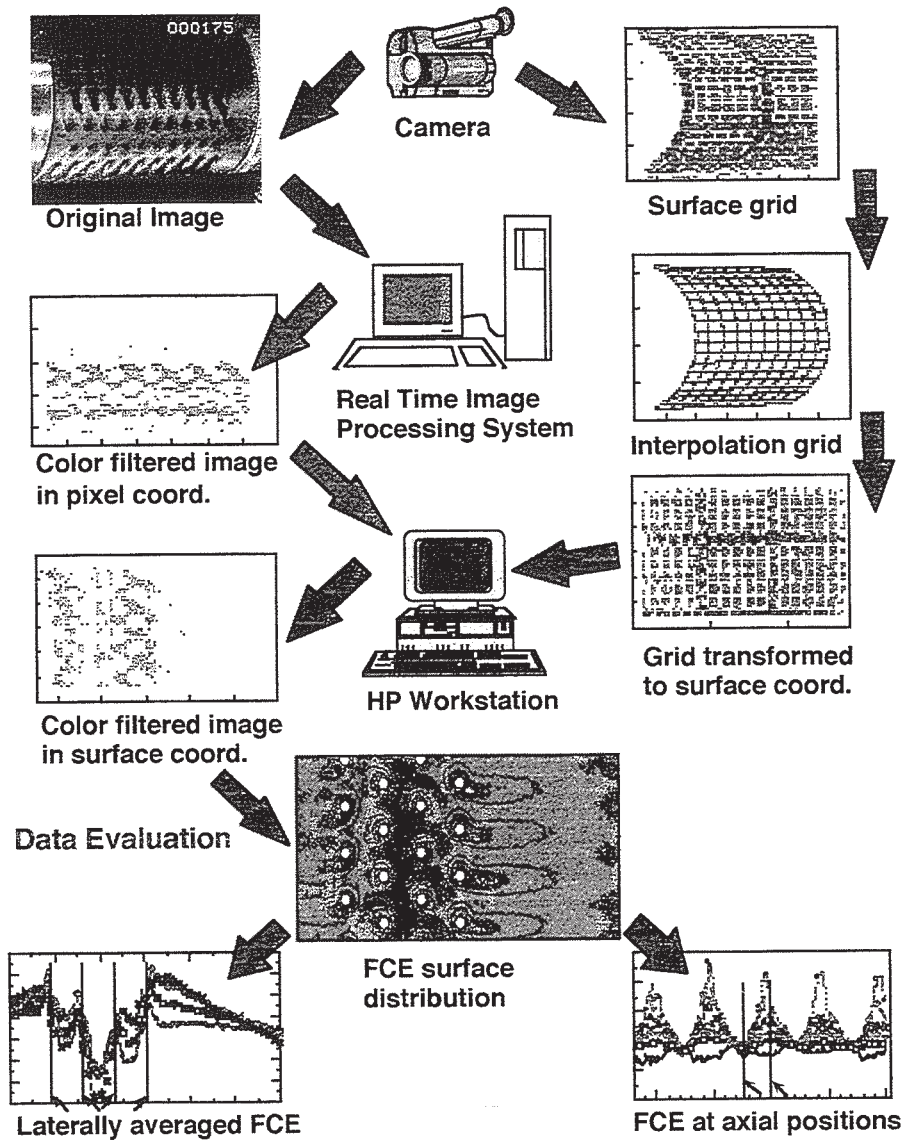 000175
Camera
Original Image
Surface grid
Real Time Image
Processing System
Interpolation grid
Color filtered image
in pixel coord.
HP Workstation
Grid transformed
to surface coord.
Color filtered image
in surface coord.
Data Evaluation
FCE surface
distribution
Laterally averaged FCE
FCE at axial positions